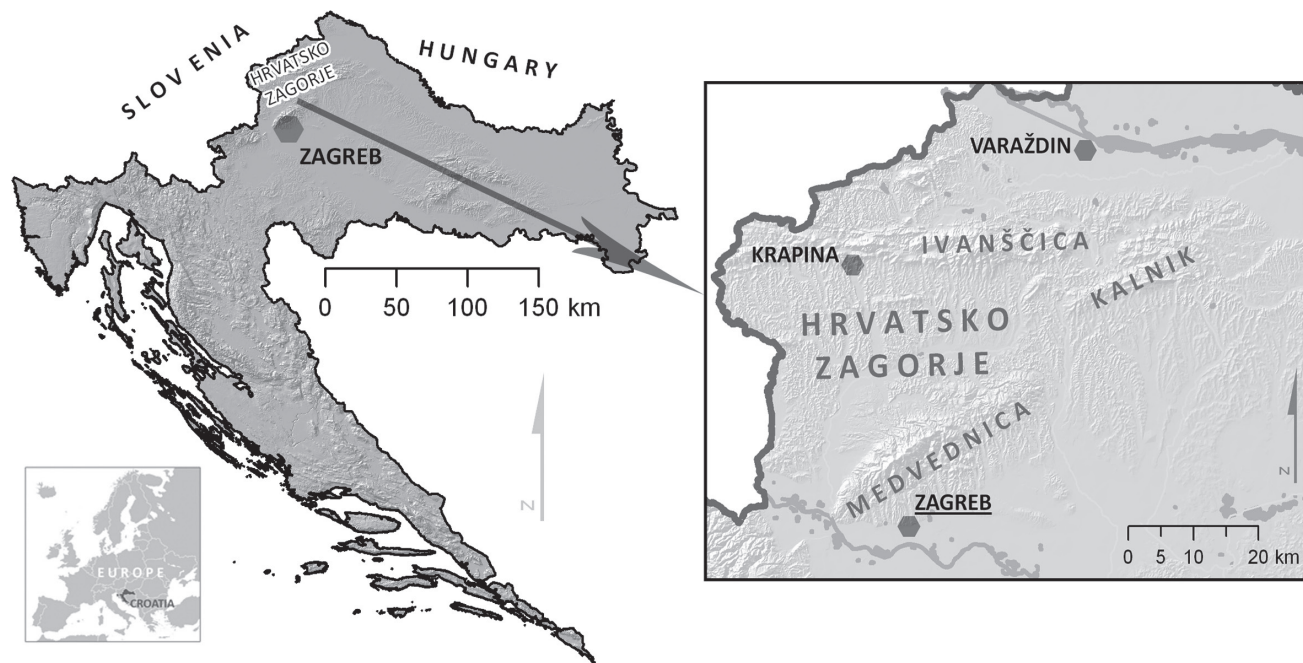 SLOVENIA
HUNGARY
HRVATSKO
ZAGORJE
ZAGREB
0 50 100 150 km
N
EUROPE
CROATIA
VARAŽDIN
IVANŠČICA
KRAPINA
KALNIK
HRVATSKO
ZAGORJE
MEDVEDNICA
ZAGREB
N
0 5 10 20 km